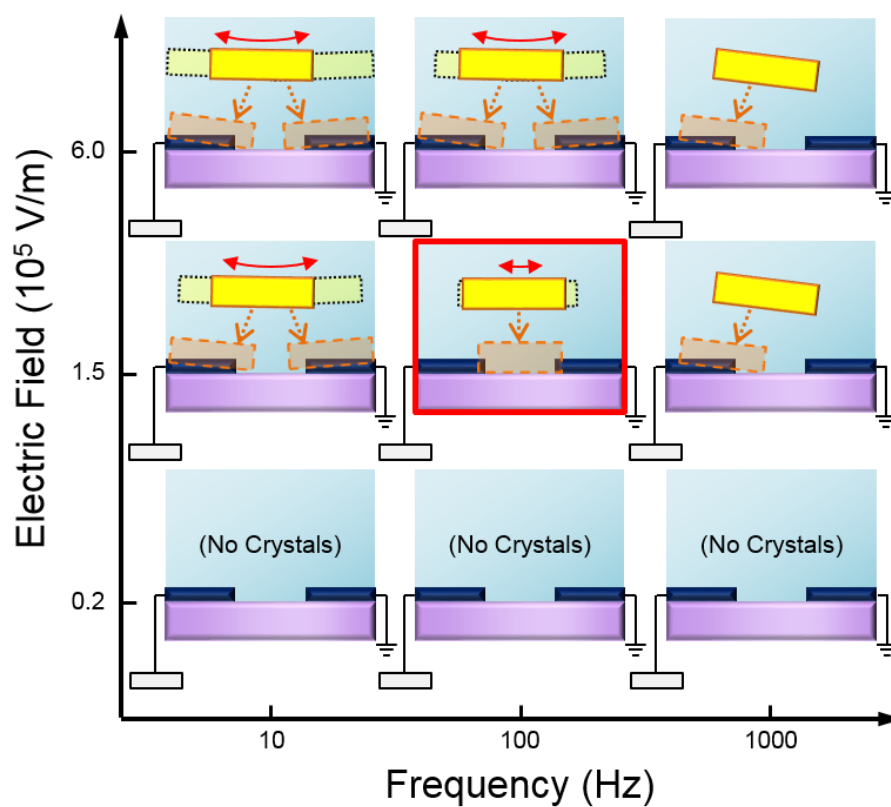 Electric Field (10⁵ V/m)
6.0
1.5
0.2
(No Crystals)
(No Crystals)
(No Crystals)
10
100
1000
Frequency (Hz)